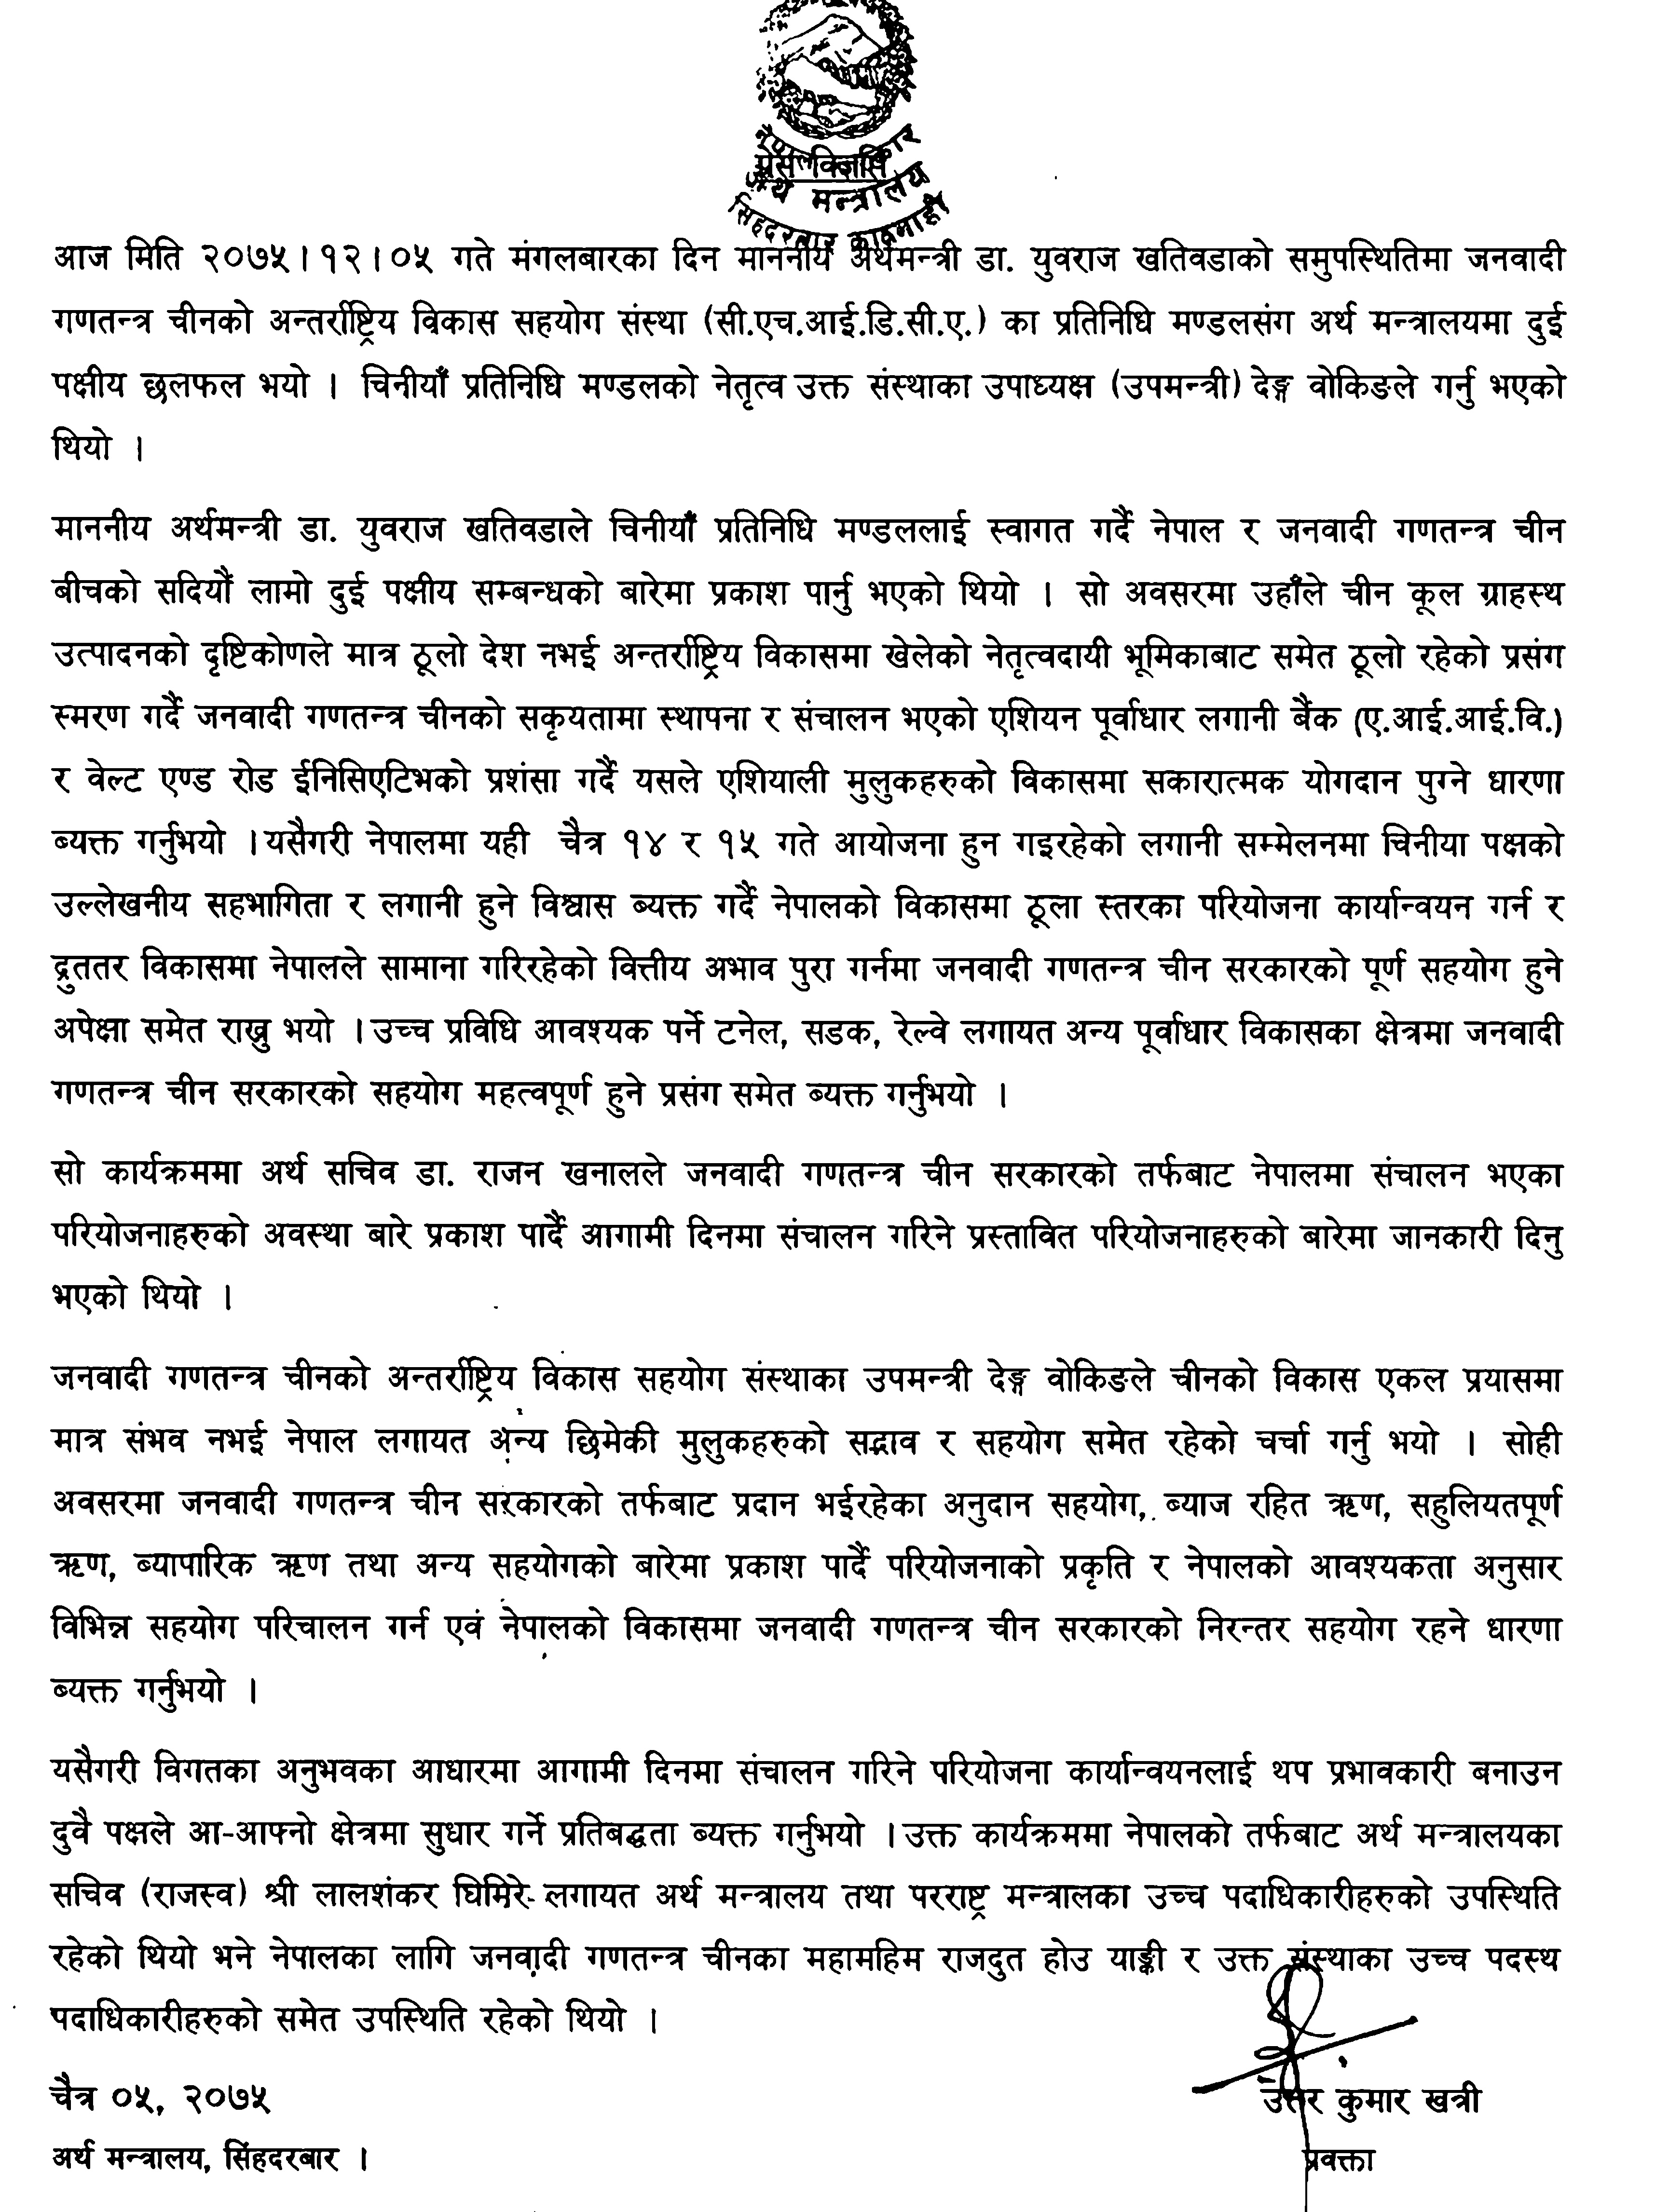 नेपाल सरकार
प्रेस विज्ञप्ति
अर्थ मन्त्रालय
सिंहदरबार काठमाडौं
आज मिति २०७५।१२।०५ गते मंगलबारका दिन माननीय अर्थमन्त्री डा. युवराज खतिवडाको समुपस्थितिमा जनवादी
गणतन्त्र चीनको अन्तर्राष्ट्रिय विकास सहयोग संस्था (सी.एच.आई.डि.सी.ए.) का प्रतिनिधि मण्डलसंग अर्थ मन्त्रालयमा दुई
पक्षीय छलफल भयो । चिनीयाँ प्रतिनिधि मण्डलको नेतृत्व उक्त संस्थाका उपाध्यक्ष (उपमन्त्री) देङ्ग वोकिङले गर्नु भएको
थियो ।
माननीय अर्थमन्त्री डा. युवराज खतिवडाले चिनीयाँ प्रतिनिधि मण्डललाई स्वागत गर्दै नेपाल र जनवादी गणतन्त्र चीन
बीचको सदियौं लामो दुई पक्षीय सम्बन्धको बारेमा प्रकाश पार्नु भएको थियो । सो अवसरमा उहाँले चीन कूल ग्राहस्थ
उत्पादनको दृष्टिकोणले मात्र ठूलो देश नभई अन्तर्राष्ट्रिय विकासमा खेलेको नेतृत्वदायी भूमिकाबाट समेत ठूलो रहेको प्रसंग
स्मरण गर्दै जनवादी गणतन्त्र चीनको सकृयतामा स्थापना र संचालन भएको एशियन पूर्वाधार लगानी बैंक (ए.आई.आई.वि.)
र वेल्ट एण्ड रोड ईनिसिएटिभको प्रशंसा गर्दै यसले एशियाली मुलुकहरुको विकासमा सकारात्मक योगदान पुग्ने धारणा
ब्यक्त गर्नुभयो । यसैगरी नेपालमा यही चैत्र १४ र १५ गते आयोजना हुन गइरहेको लगानी सम्मेलनमा चिनीया पक्षको
उल्लेखनीय सहभागिता र लगानी हुने विश्वास ब्यक्त गर्दै नेपालको विकासमा ठूला स्तरका परियोजना कार्यान्वयन गर्न र
द्रुततर विकासमा नेपालले सामाना गरिरहेको वित्तीय अभाव पुरा गर्नमा जनवादी गणतन्त्र चीन सरकारको पूर्ण सहयोग हुने
अपेक्षा समेत राख्नु भयो । उच्च प्रविधि आवश्यक पर्ने टनेल, सडक, रेल्वे लगायत अन्य पूर्वाधार विकासका क्षेत्रमा जनवादी
गणतन्त्र चीन सरकारको सहयोग महत्वपूर्ण हुने प्रसंग समेत ब्यक्त गर्नुभयो ।
सो कार्यक्रममा अर्थ सचिव डा. राजन खनालले जनवादी गणतन्त्र चीन सरकारको तर्फबाट नेपालमा संचालन भएका
परियोजनाहरुको अवस्था बारे प्रकाश पार्दै आगामी दिनमा संचालन गरिने प्रस्तावित परियोजनाहरुको बारेमा जानकारी दिनु
भएको थियो ।
जनवादी गणतन्त्र चीनको अन्तर्राष्ट्रिय विकास सहयोग संस्थाका उपमन्त्री देङ्ग वोकिङले चीनको विकास एकल प्रयासमा
मात्र संभव नभई नेपाल लगायत अन्य छिमेकी मुलुकहरुको सद्भाव र सहयोग समेत रहेको चर्चा गर्नु भयो । सोही
अवसरमा जनवादी गणतन्त्र चीन सरकारको तर्फबाट प्रदान भईरहेका अनुदान सहयोग, ब्याज रहित ऋण, सहुलियतपूर्ण
ऋण, ब्यापारिक ऋण तथा अन्य सहयोगको बारेमा प्रकाश पार्दै परियोजनाको प्रकृति र नेपालको आवश्यकता अनुसार
विभिन्न सहयोग परिचालन गर्न एवं नेपालको विकासमा जनवादी गणतन्त्र चीन सरकारको निरन्तर सहयोग रहने धारणा
ब्यक्त गर्नुभयो ।
यसैगरी विगतका अनुभवका आधारमा आगामी दिनमा संचालन गरिने परियोजना कार्यान्वयनलाई थप प्रभावकारी बनाउन
दुवै पक्षले आ-आफ्नो क्षेत्रमा सुधार गर्ने प्रतिबद्धता ब्यक्त गर्नुभयो । उक्त कार्यक्रममा नेपालको तर्फबाट अर्थ मन्त्रालयका
सचिव (राजस्व) श्री लालशंकर घिमिरे लगायत अर्थ मन्त्रालय तथा परराष्ट्र मन्त्रालका उच्च पदाधिकारीहरुको उपस्थिति
रहेको थियो भने नेपालका लागि जनवादी गणतन्त्र चीनका महामहिम राजदुत होउ याङ्की र उक्त संस्थाका उच्च पदस्थ
पदाधिकारीहरुको समेत उपस्थिति रहेको थियो ।
चैत्र ०५, २०७५
उत्तर कुमार खत्री
अर्थ मन्त्रालय, सिंहदरबार ।
प्रवक्ता